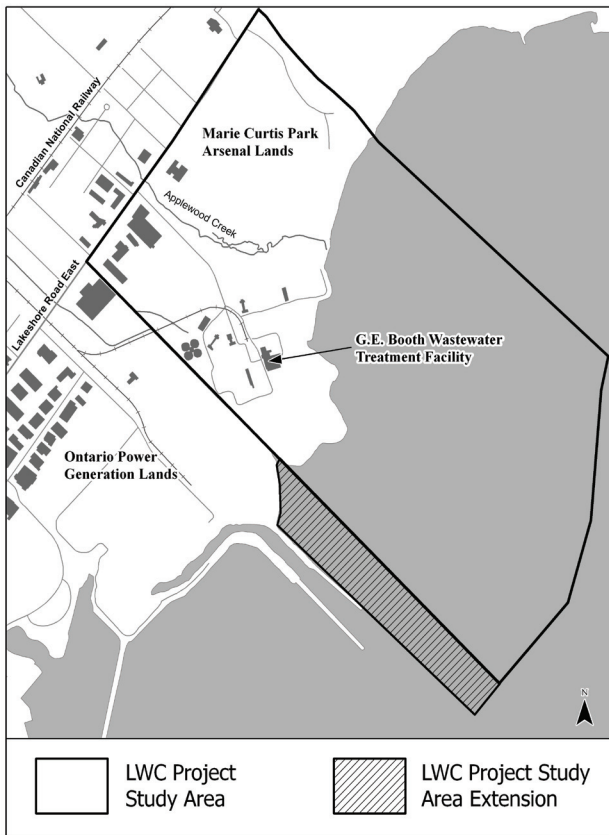 Canadian National Railway
Marie Curtis Park
Arsenal Lands
Applewood Creek
Lakeshore Road East
G.E. Booth Wastewater
Treatment Facility
Ontario Power
Generation Lands
N
LWC Project
Study Area
LWC Project Study
Area Extension